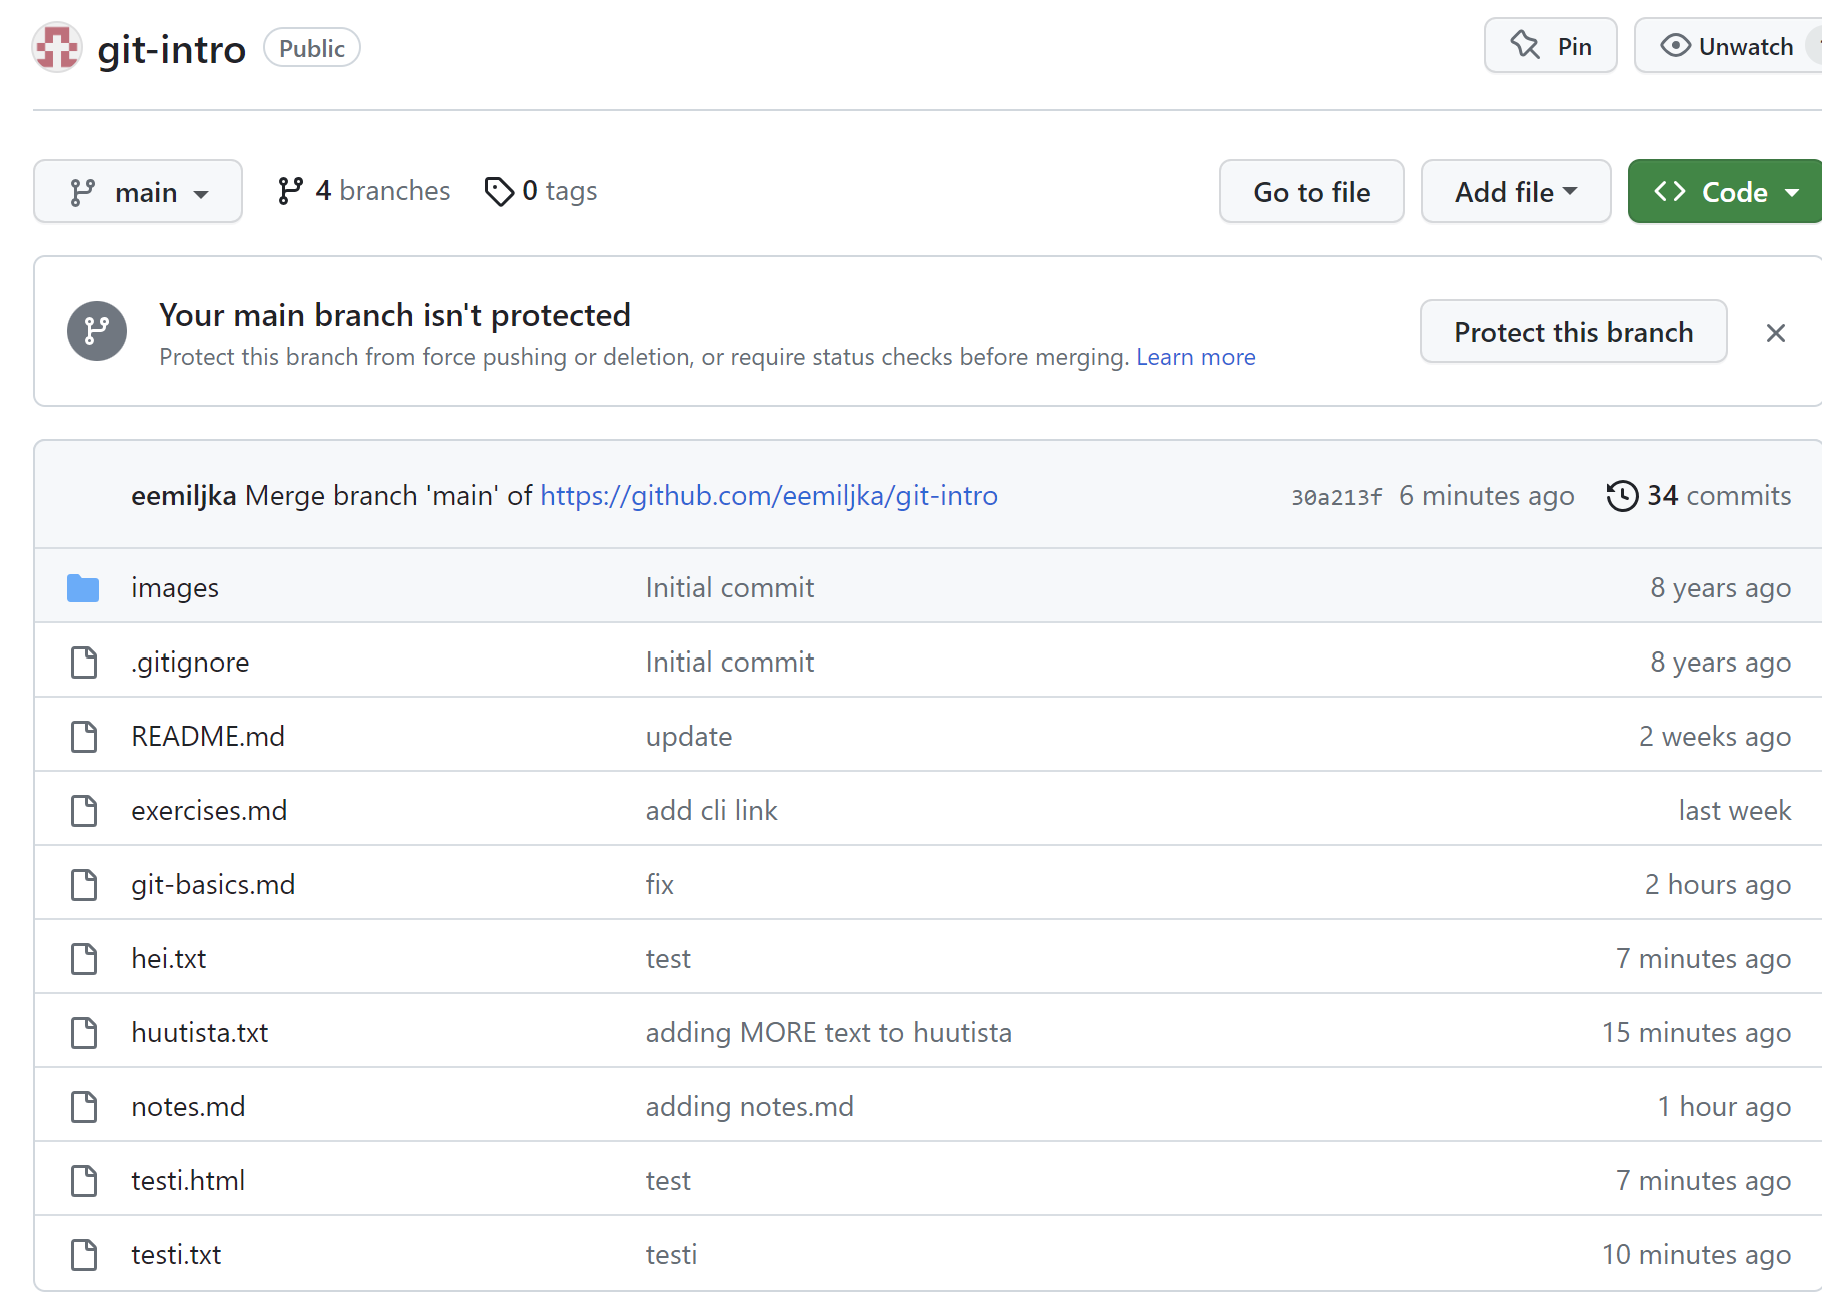 git-intro Public Pin Unwatch
main 4 branches 0 tags Go to file Add file Code
Your main branch isn't protected
Protect this branch from force pushing or deletion, or require status checks before merging. Learn more
Protect this branch
eemiljka Merge branch 'main' of https://github.com/eemiljka/git-intro 30a213f 6 minutes ago 34 commits
images Initial commit 8 years ago
.gitignore Initial commit 8 years ago
README.md update 2 weeks ago
exercises.md add cli link last week
git-basics.md fix 2 hours ago
hei.txt test 7 minutes ago
huutista.txt adding MORE text to huutista 15 minutes ago
notes.md adding notes.md 1 hour ago
testi.html test 7 minutes ago
testi.txt testi 10 minutes ago